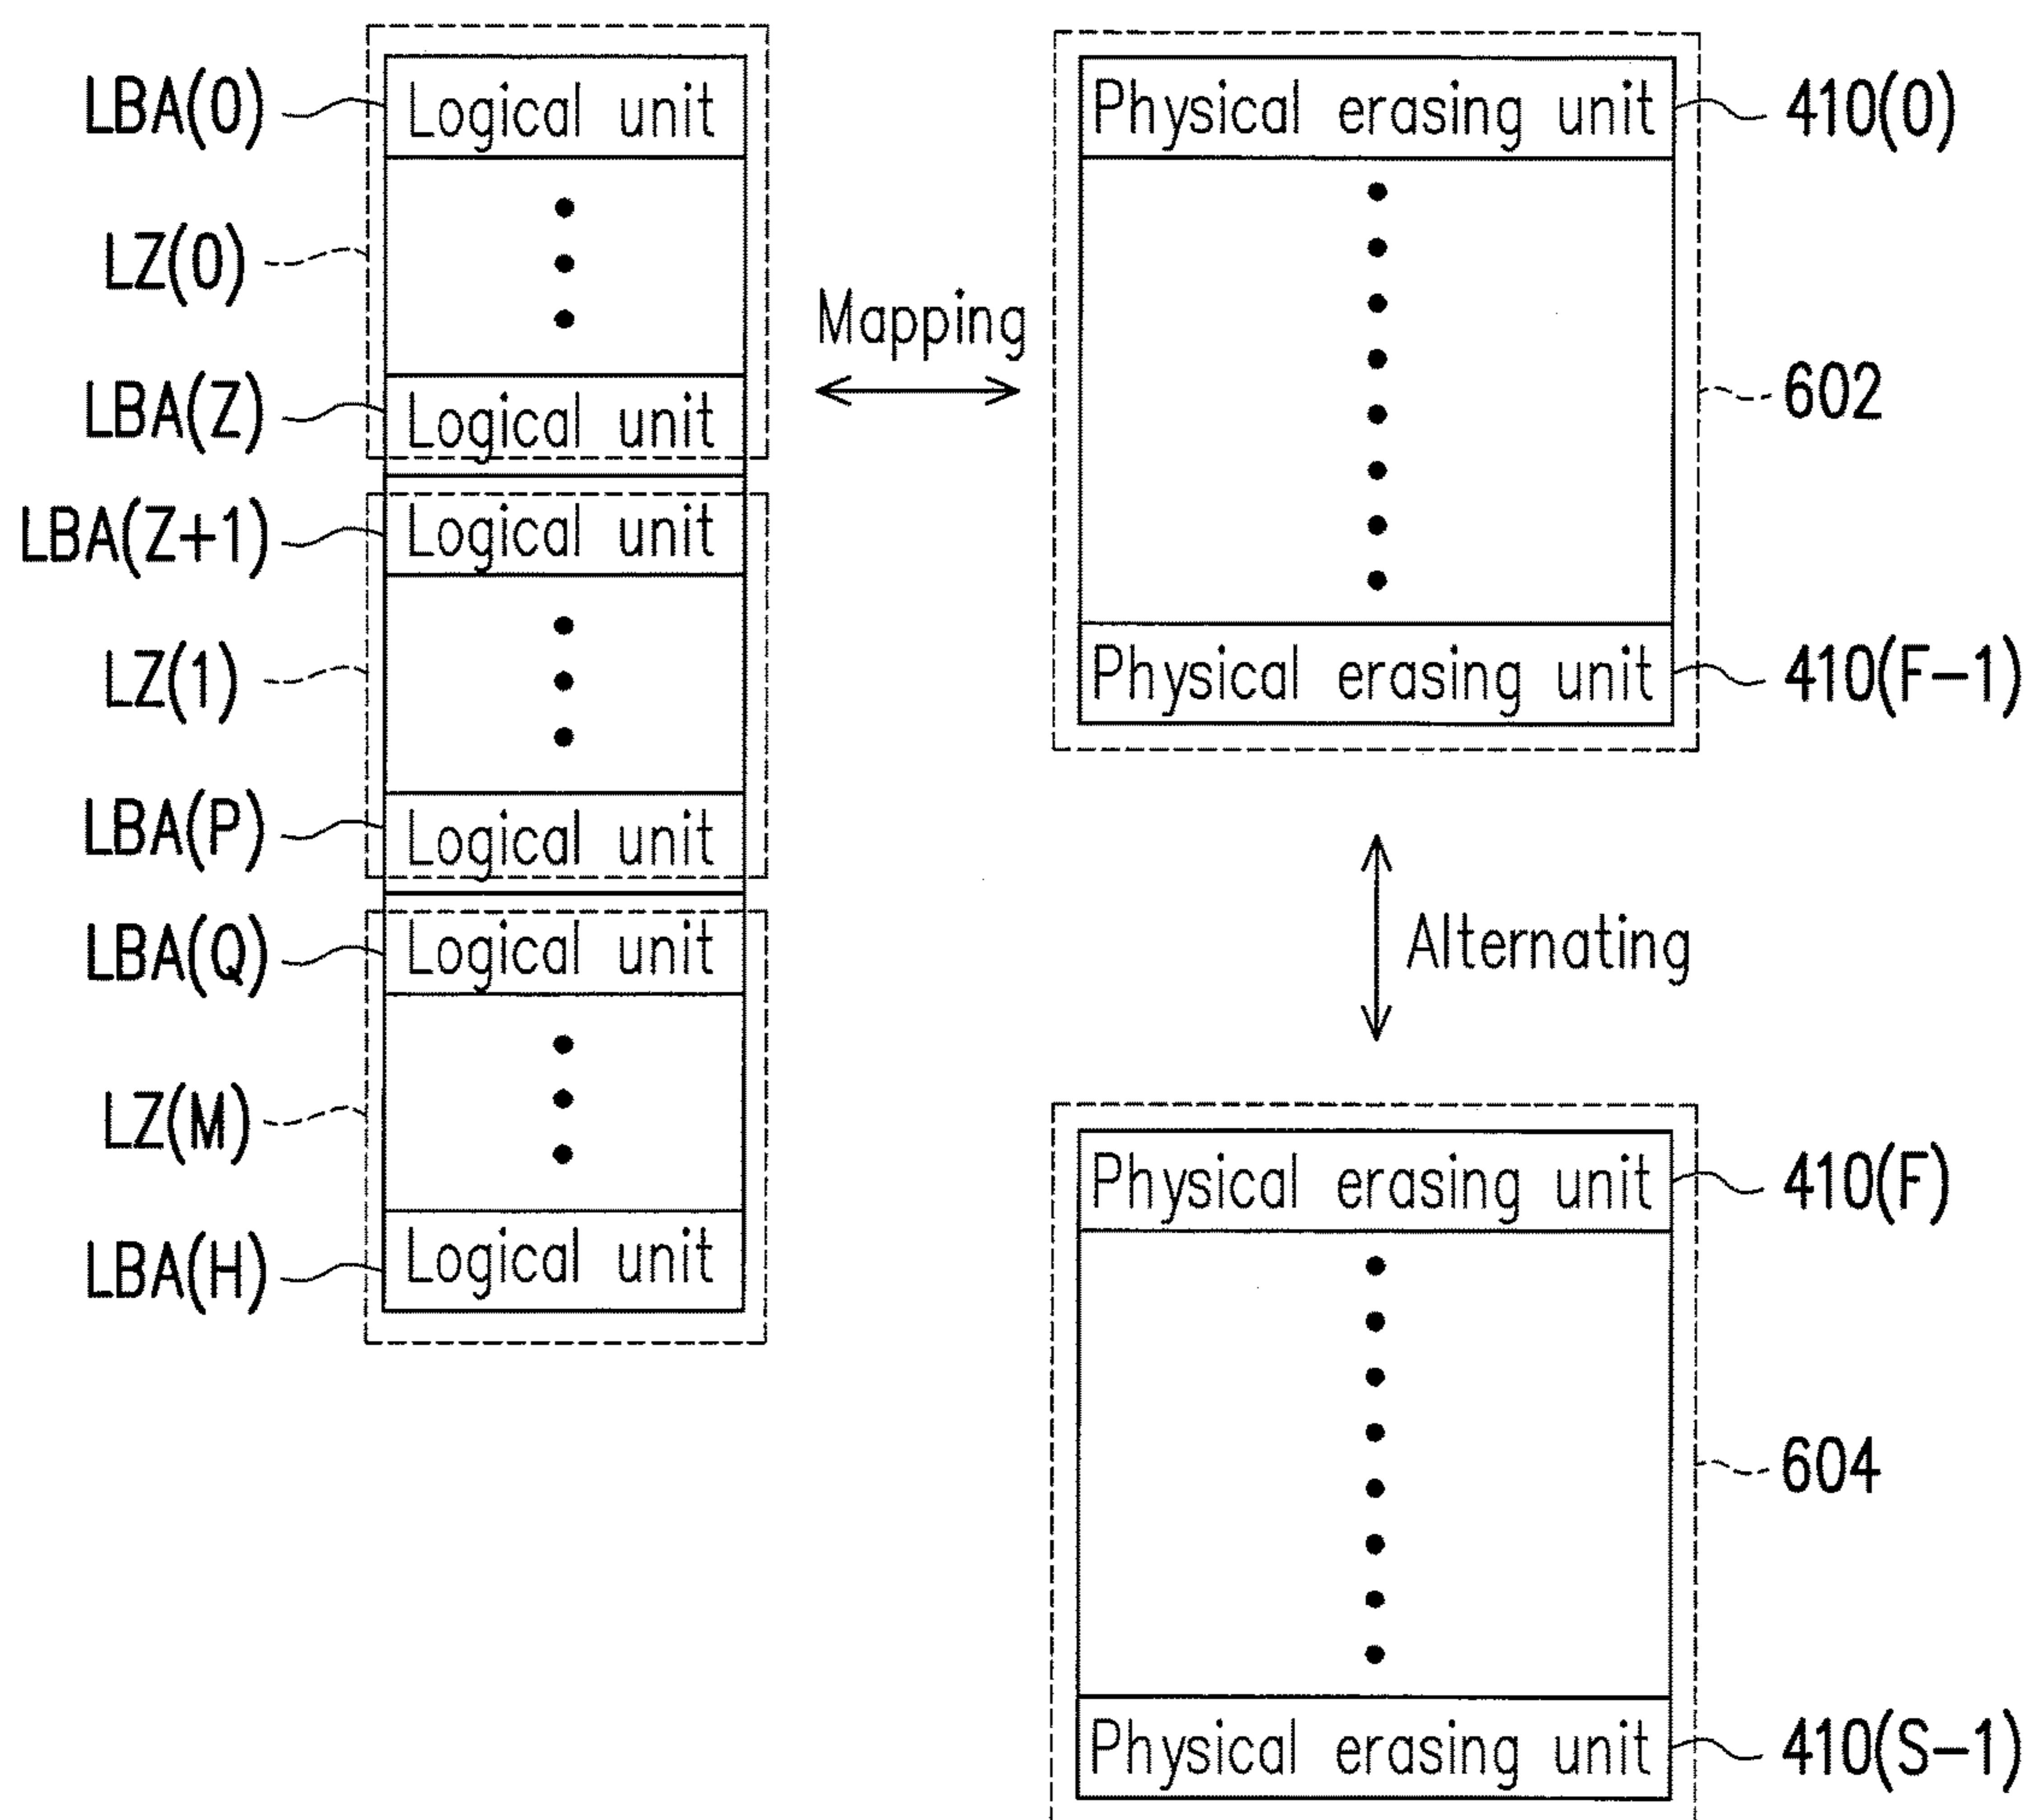 LBA(0)
Logical unit
LZ(0)
LBA(Z)
Logical unit
LBA(Z+1)
Logical unit
LZ(1)
LBA(P)
Logical unit
LBA(Q)
Logical unit
LZ(M)
LBA(H)
Logical unit
Mapping
Physical erasing unit
410(0)
602
Physical erasing unit
410(F-1)
Alternating
Physical erasing unit
410(F)
604
Physical erasing unit
410(S-1)